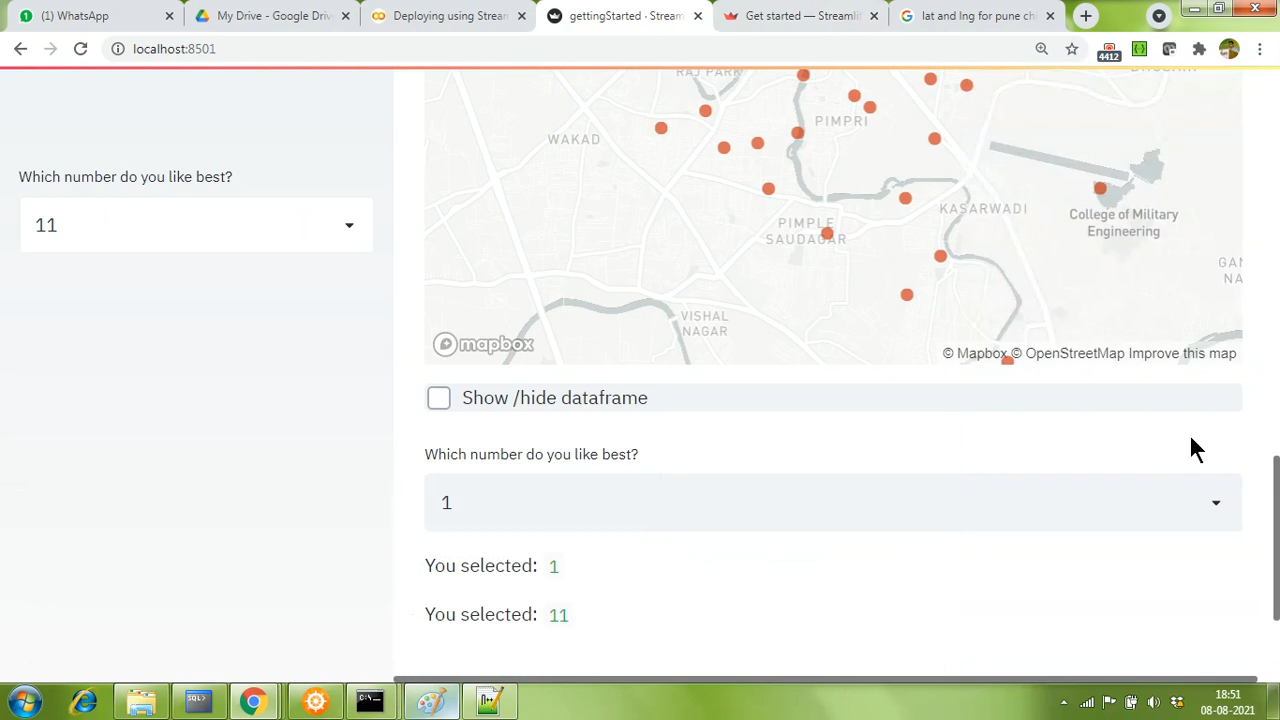 (1) WhatsApp
My Drive - Google Driv
Deploying using Stream
gettingStarted · Stream
Get started — Streamli
lat and lng for pune ch
localhost:8501
4412
RAJ PARK
WAKAD
PIMPRI
KASARWADI
College of Military
Engineering
PIMPLE
SAUDAGAR
GAN
NA
VISHAL
NAGAR
mapbox
© Mapbox © OpenStreetMap Improve this map
Which number do you like best?
11
Show /hide dataframe
Which number do you like best?
1
You selected: 1
You selected: 11
18:51
08-08-2021